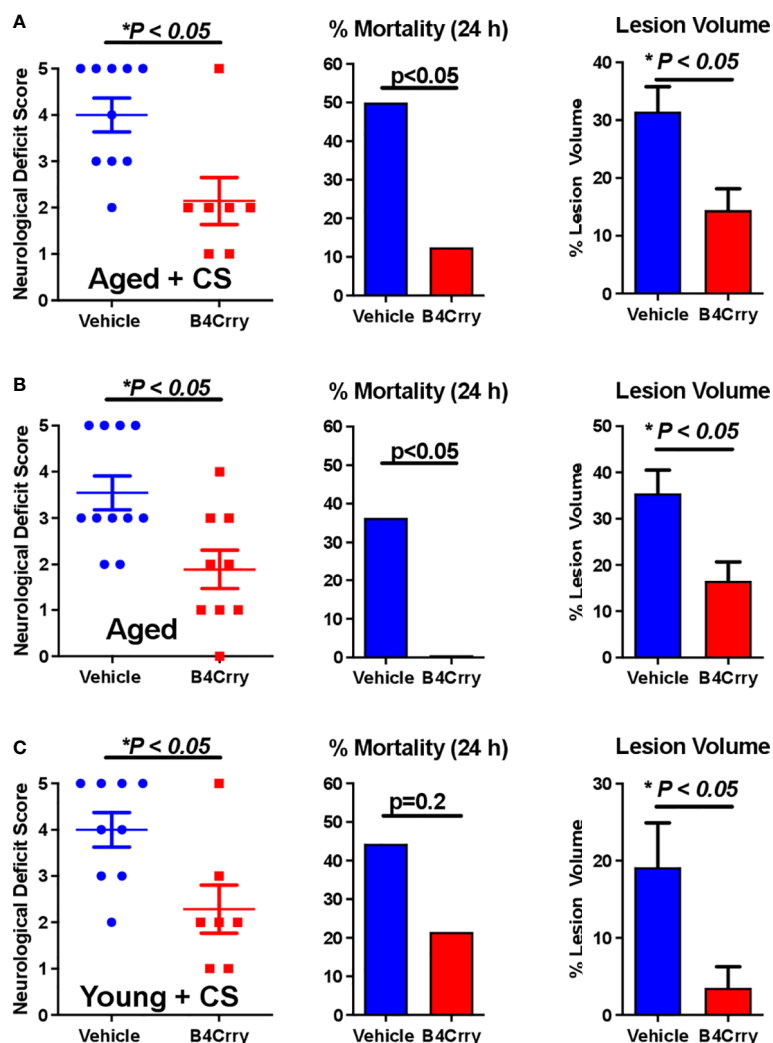 A
*P < 0.05
Neurological Deficit Score
5
4
3
2
1
0
Aged + CS
Vehicle B4Crry
% Mortality (24 h)
p<0.05
60
50
40
30
20
10
0
Vehicle B4Crry
Lesion Volume
* P < 0.05
% Lesion Volume
40
30
20
10
0
Vehicle B4Crry
B
*P < 0.05
Neurological Deficit Score
5
4
3
2
1
0
Aged
Vehicle B4Crry
% Mortality (24 h)
p<0.05
60
50
40
30
20
10
0
Vehicle B4Crry
Lesion Volume
* P < 0.05
% Lesion Volume
50
40
30
20
10
0
Vehicle B4Crry
C
*P < 0.05
Neurological Deficit Score
5
4
3
2
1
0
Young + CS
Vehicle B4Crry
% Mortality (24 h)
p=0.2
60
50
40
30
20
10
0
Vehicle B4Crry
Lesion Volume
* P < 0.05
% Lesion Volume
30
20
10
0
Vehicle B4Crry